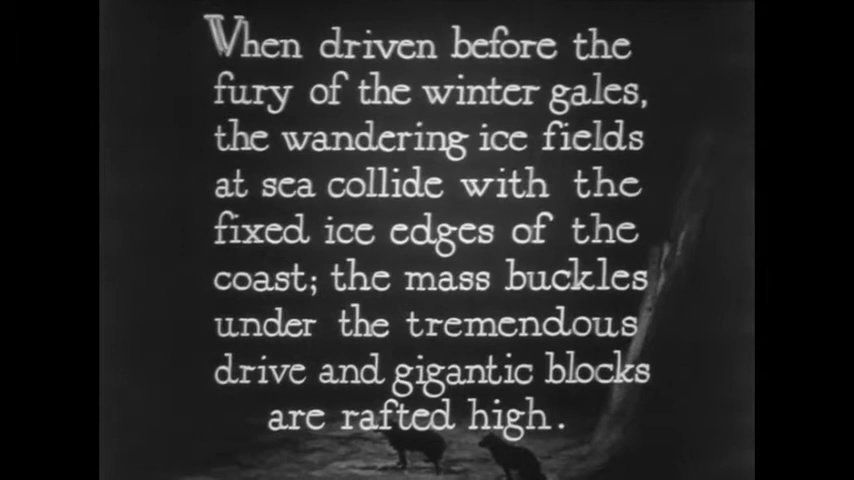 When driven before the
fury of the winter gales,
the wandering ice fields
at sea collide with the
fixed ice edges of the
coast; the mass buckles
under the tremendous
drive and gigantic blocks
are rafted high.